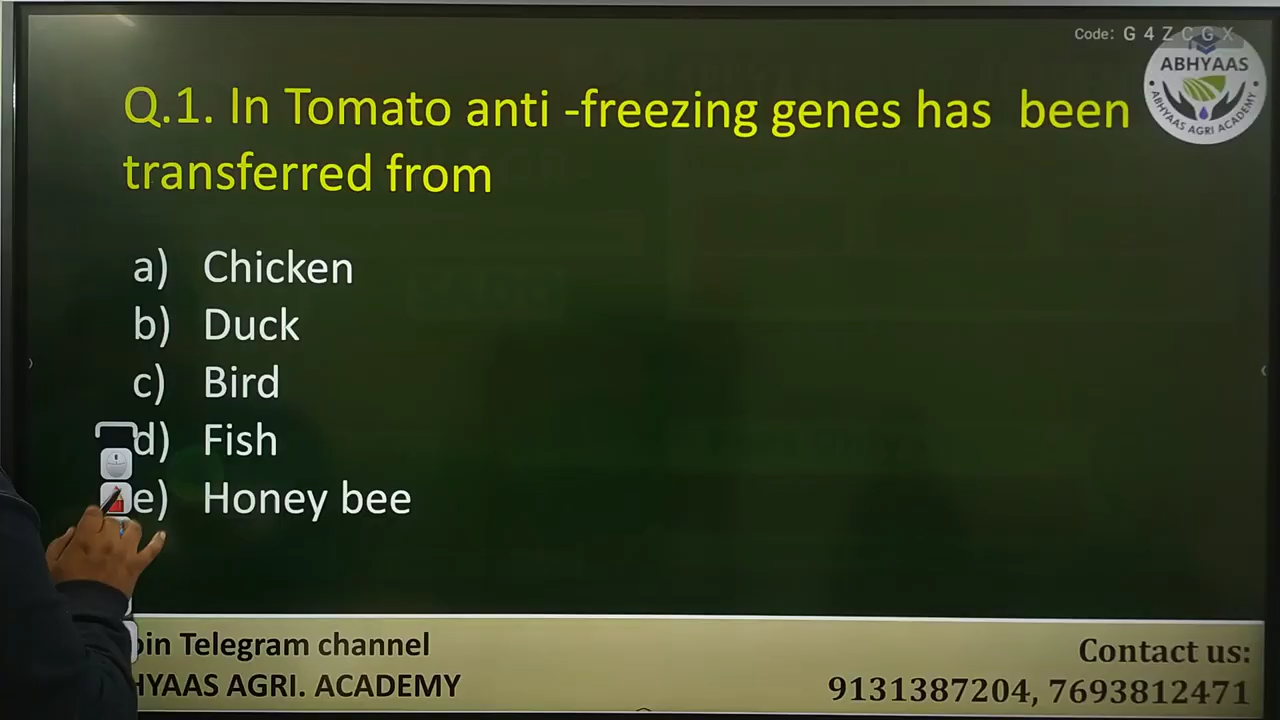 Code: G 4 Z C G X
ABHYAAS
ABHYAAS AGRI ACADEMY
Q.1. In Tomato anti -freezing genes has been
transferred from
a) Chicken
b) Duck
c) Bird
d) Fish
e) Honey bee
oin Telegram channel
HYAAS AGRI. ACADEMY
Contact us:
9131387204, 7693812471